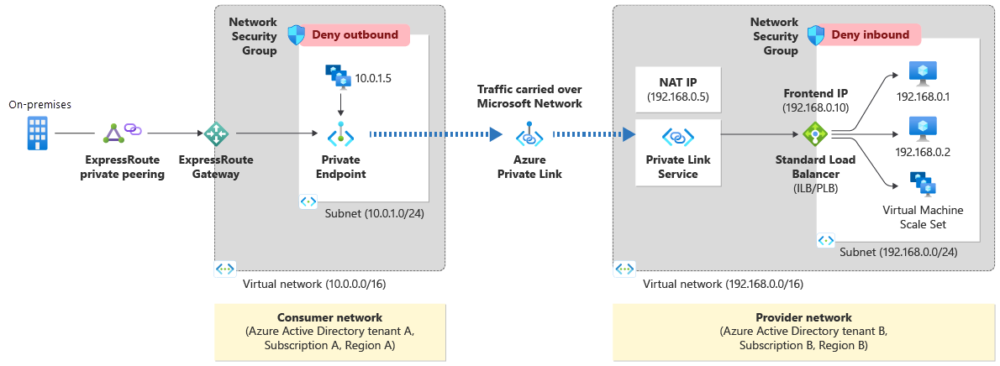 On-premises
ExpressRoute
private peering
ExpressRoute
Gateway
Network
Security
Group
Deny outbound
10.0.1.5
Private
Endpoint
Subnet (10.0.1.0/24)
Virtual network (10.0.0.0/16)
Consumer network
(Azure Active Directory tenant A,
Subscription A, Region A)
Traffic carried over
Microsoft Network
Azure
Private Link
Network
Security
Group
Deny inbound
NAT IP
(192.168.0.5)
Private Link
Service
Frontend IP
(192.168.0.10)
Standard Load
Balancer
(ILB/PLB)
192.168.0.1
192.168.0.2
Virtual Machine
Scale Set
Subnet (192.168.0.0/24)
Virtual network (192.168.0.0/16)
Provider network
(Azure Active Directory tenant B,
Subscription B, Region B)